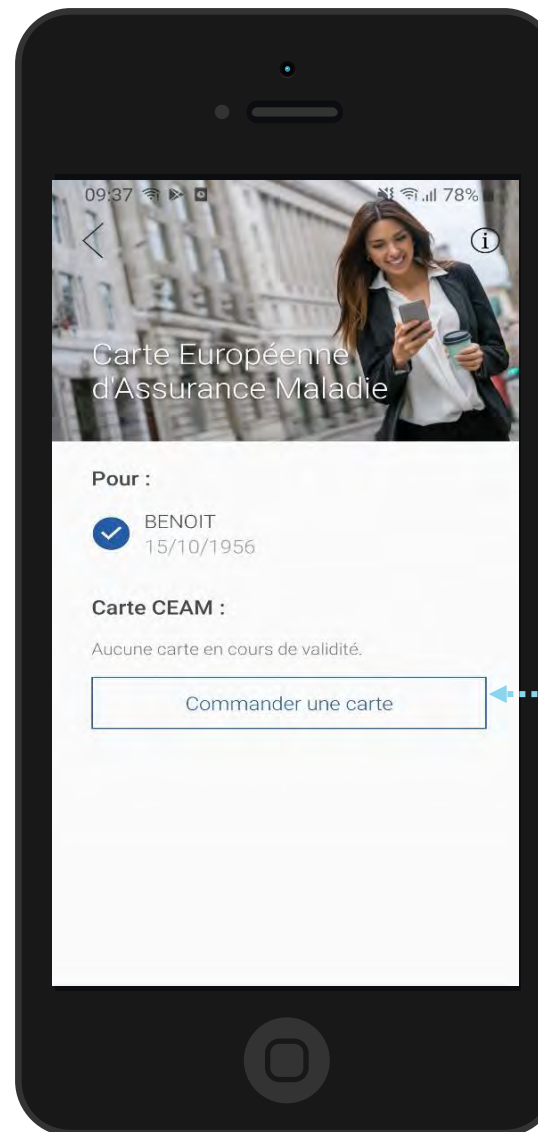 09:37 78%
Carte Européenne
d'Assurance Maladie
Pour :
BENOIT
15/10/1956
Carte CEAM :
Aucune carte en cours de validité.
Commander une carte